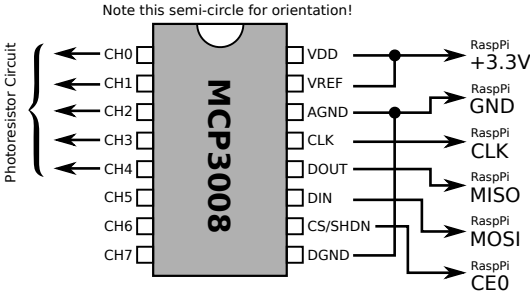 Note this semi-circle for orientation!
Photoresistor Circuit
CH0
CH1
CH2
CH3
CH4
CH5
CH6
CH7
MCP3008
VDD
VREF
AGND
CLK
DOUT
DIN
CS/SHDN
DGND
RaspPi
+3.3V
RaspPi
GND
RaspPi
CLK
RaspPi
MISO
RaspPi
MOSI
RaspPi
CE0